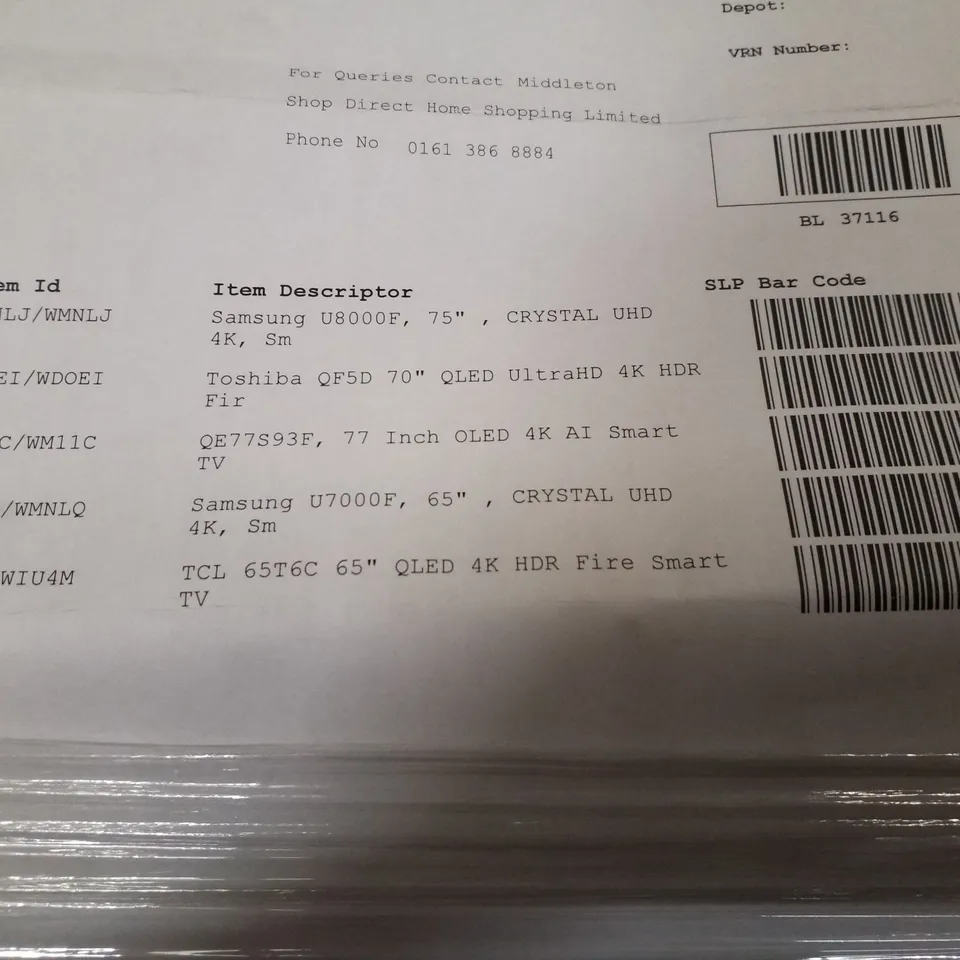 Depot:
VRN Number:
For Queries Contact Middleton
Shop Direct Home Shopping Limited
Phone No 0161 386 8884
BL 37116
em Id Item Descriptor SLP Bar Code
LJ/WMNLJ Samsung U8000F, 75" , CRYSTAL UHD
4K, Sm
EI/WDOEI Toshiba QF5D 70" QLED UltraHD 4K HDR
Fir
C/WM11C QE77S93F, 77 Inch OLED 4K AI Smart
TV
/WMNLQ Samsung U7000F, 65" , CRYSTAL UHD
4K, Sm
WIU4M TCL 65T6C 65" QLED 4K HDR Fire Smart
TV